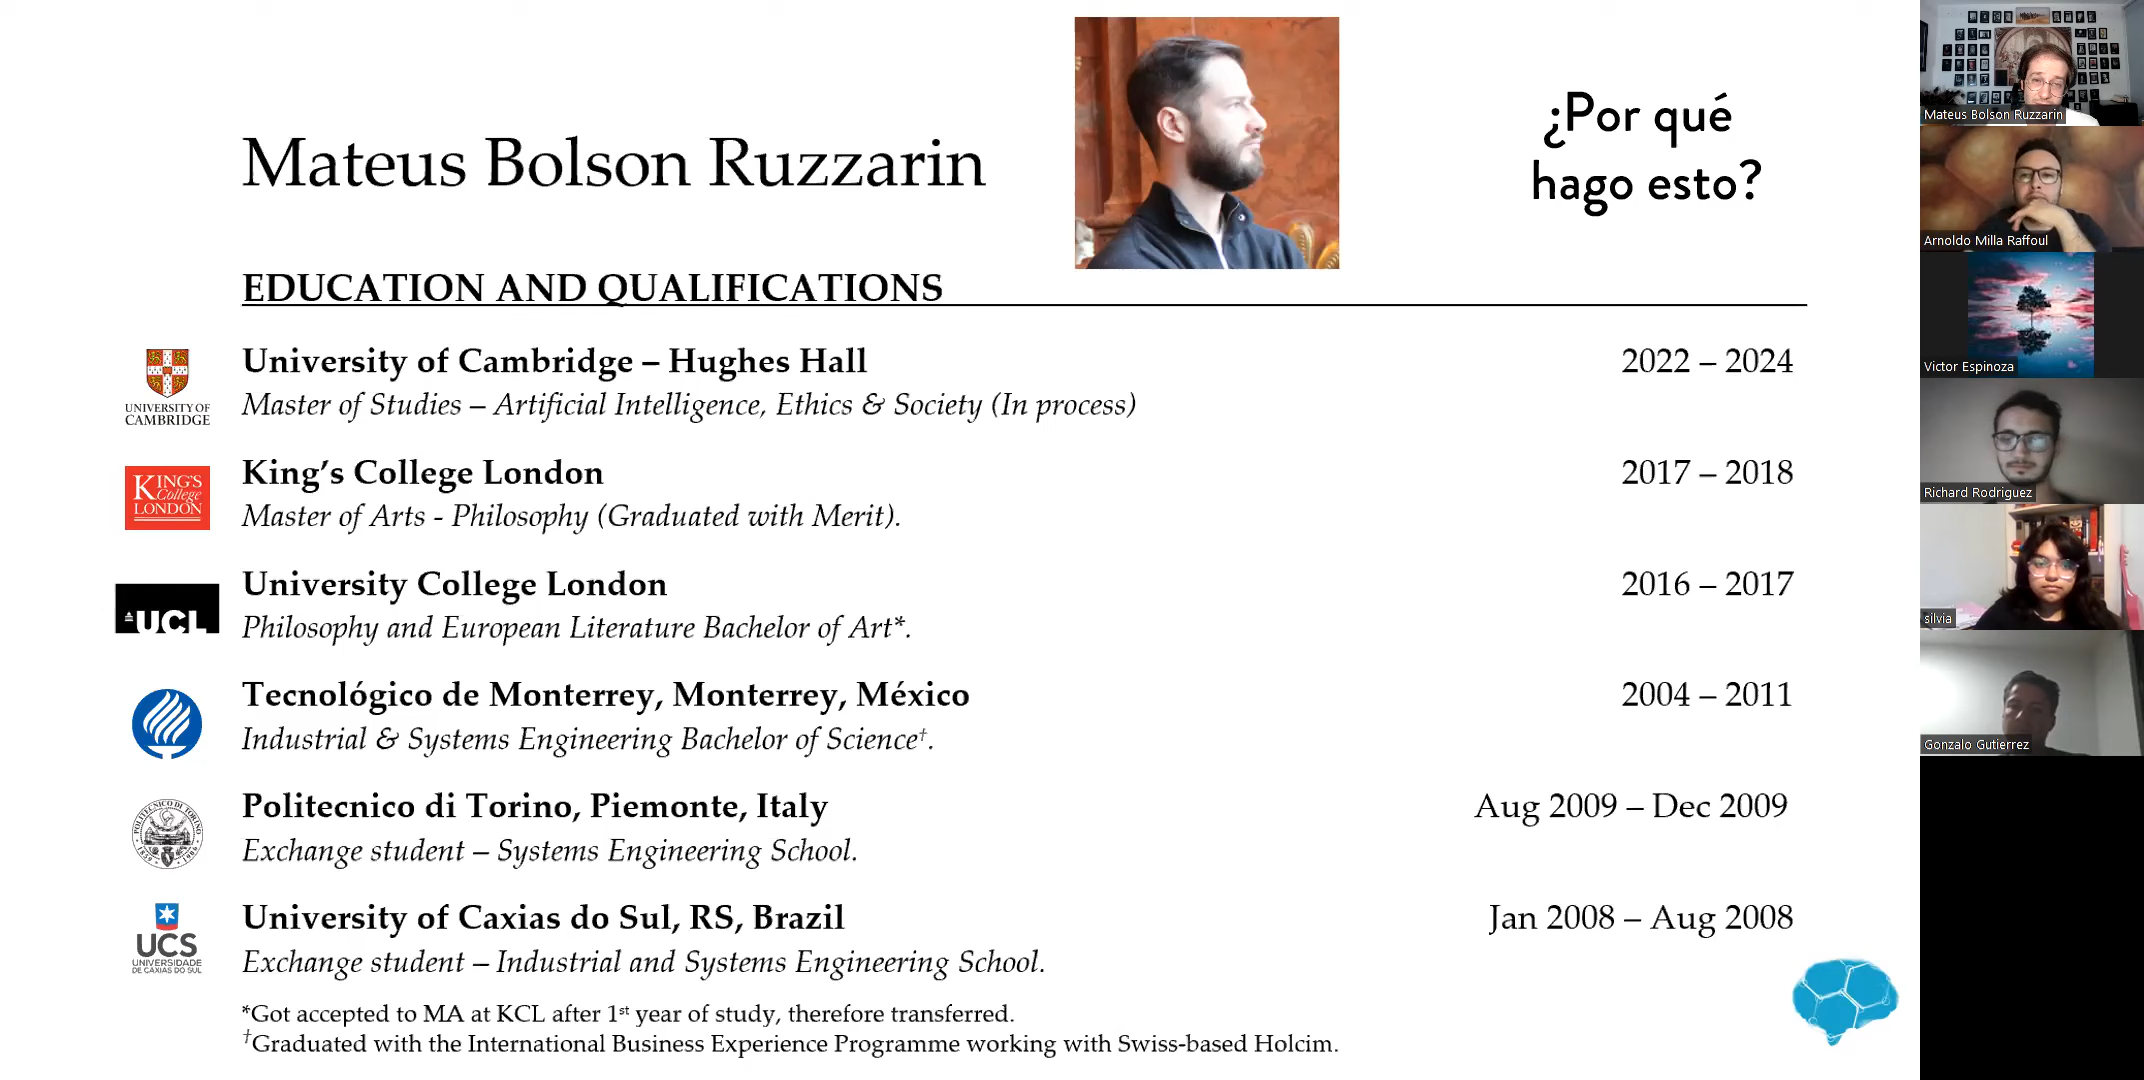 Mateus Bolson Ruzzarin
¿Por qué
hago esto?
EDUCATION AND QUALIFICATIONS
UNIVERSITY OF
CAMBRIDGE
University of Cambridge – Hughes Hall
2022 – 2024
Master of Studies – Artificial Intelligence, Ethics & Society (In process)
KING'S
College
LONDON
King’s College London
2017 – 2018
Master of Arts - Philosophy (Graduated with Merit).
UCL
University College London
2016 – 2017
Philosophy and European Literature Bachelor of Art*.
Tecnológico de Monterrey, Monterrey, México
2004 – 2011
Industrial & Systems Engineering Bachelor of Science†.
POLITECNICO DI TORINO
1859
1906
Politecnico di Torino, Piemonte, Italy
Aug 2009 – Dec 2009
Exchange student – Systems Engineering School.
UCS
UNIVERSIDADE
DE CAXIAS DO SUL
University of Caxias do Sul, RS, Brazil
Jan 2008 – Aug 2008
Exchange student – Industrial and Systems Engineering School.
*Got accepted to MA at KCL after 1st year of study, therefore transferred.
†Graduated with the International Business Experience Programme working with Swiss-based Holcim.
Mateus Bolson Ruzzarin
Arnoldo Milla Raffoul
Victor Espinoza
Richard Rodriguez
silvia
Gonzalo Gutierrez